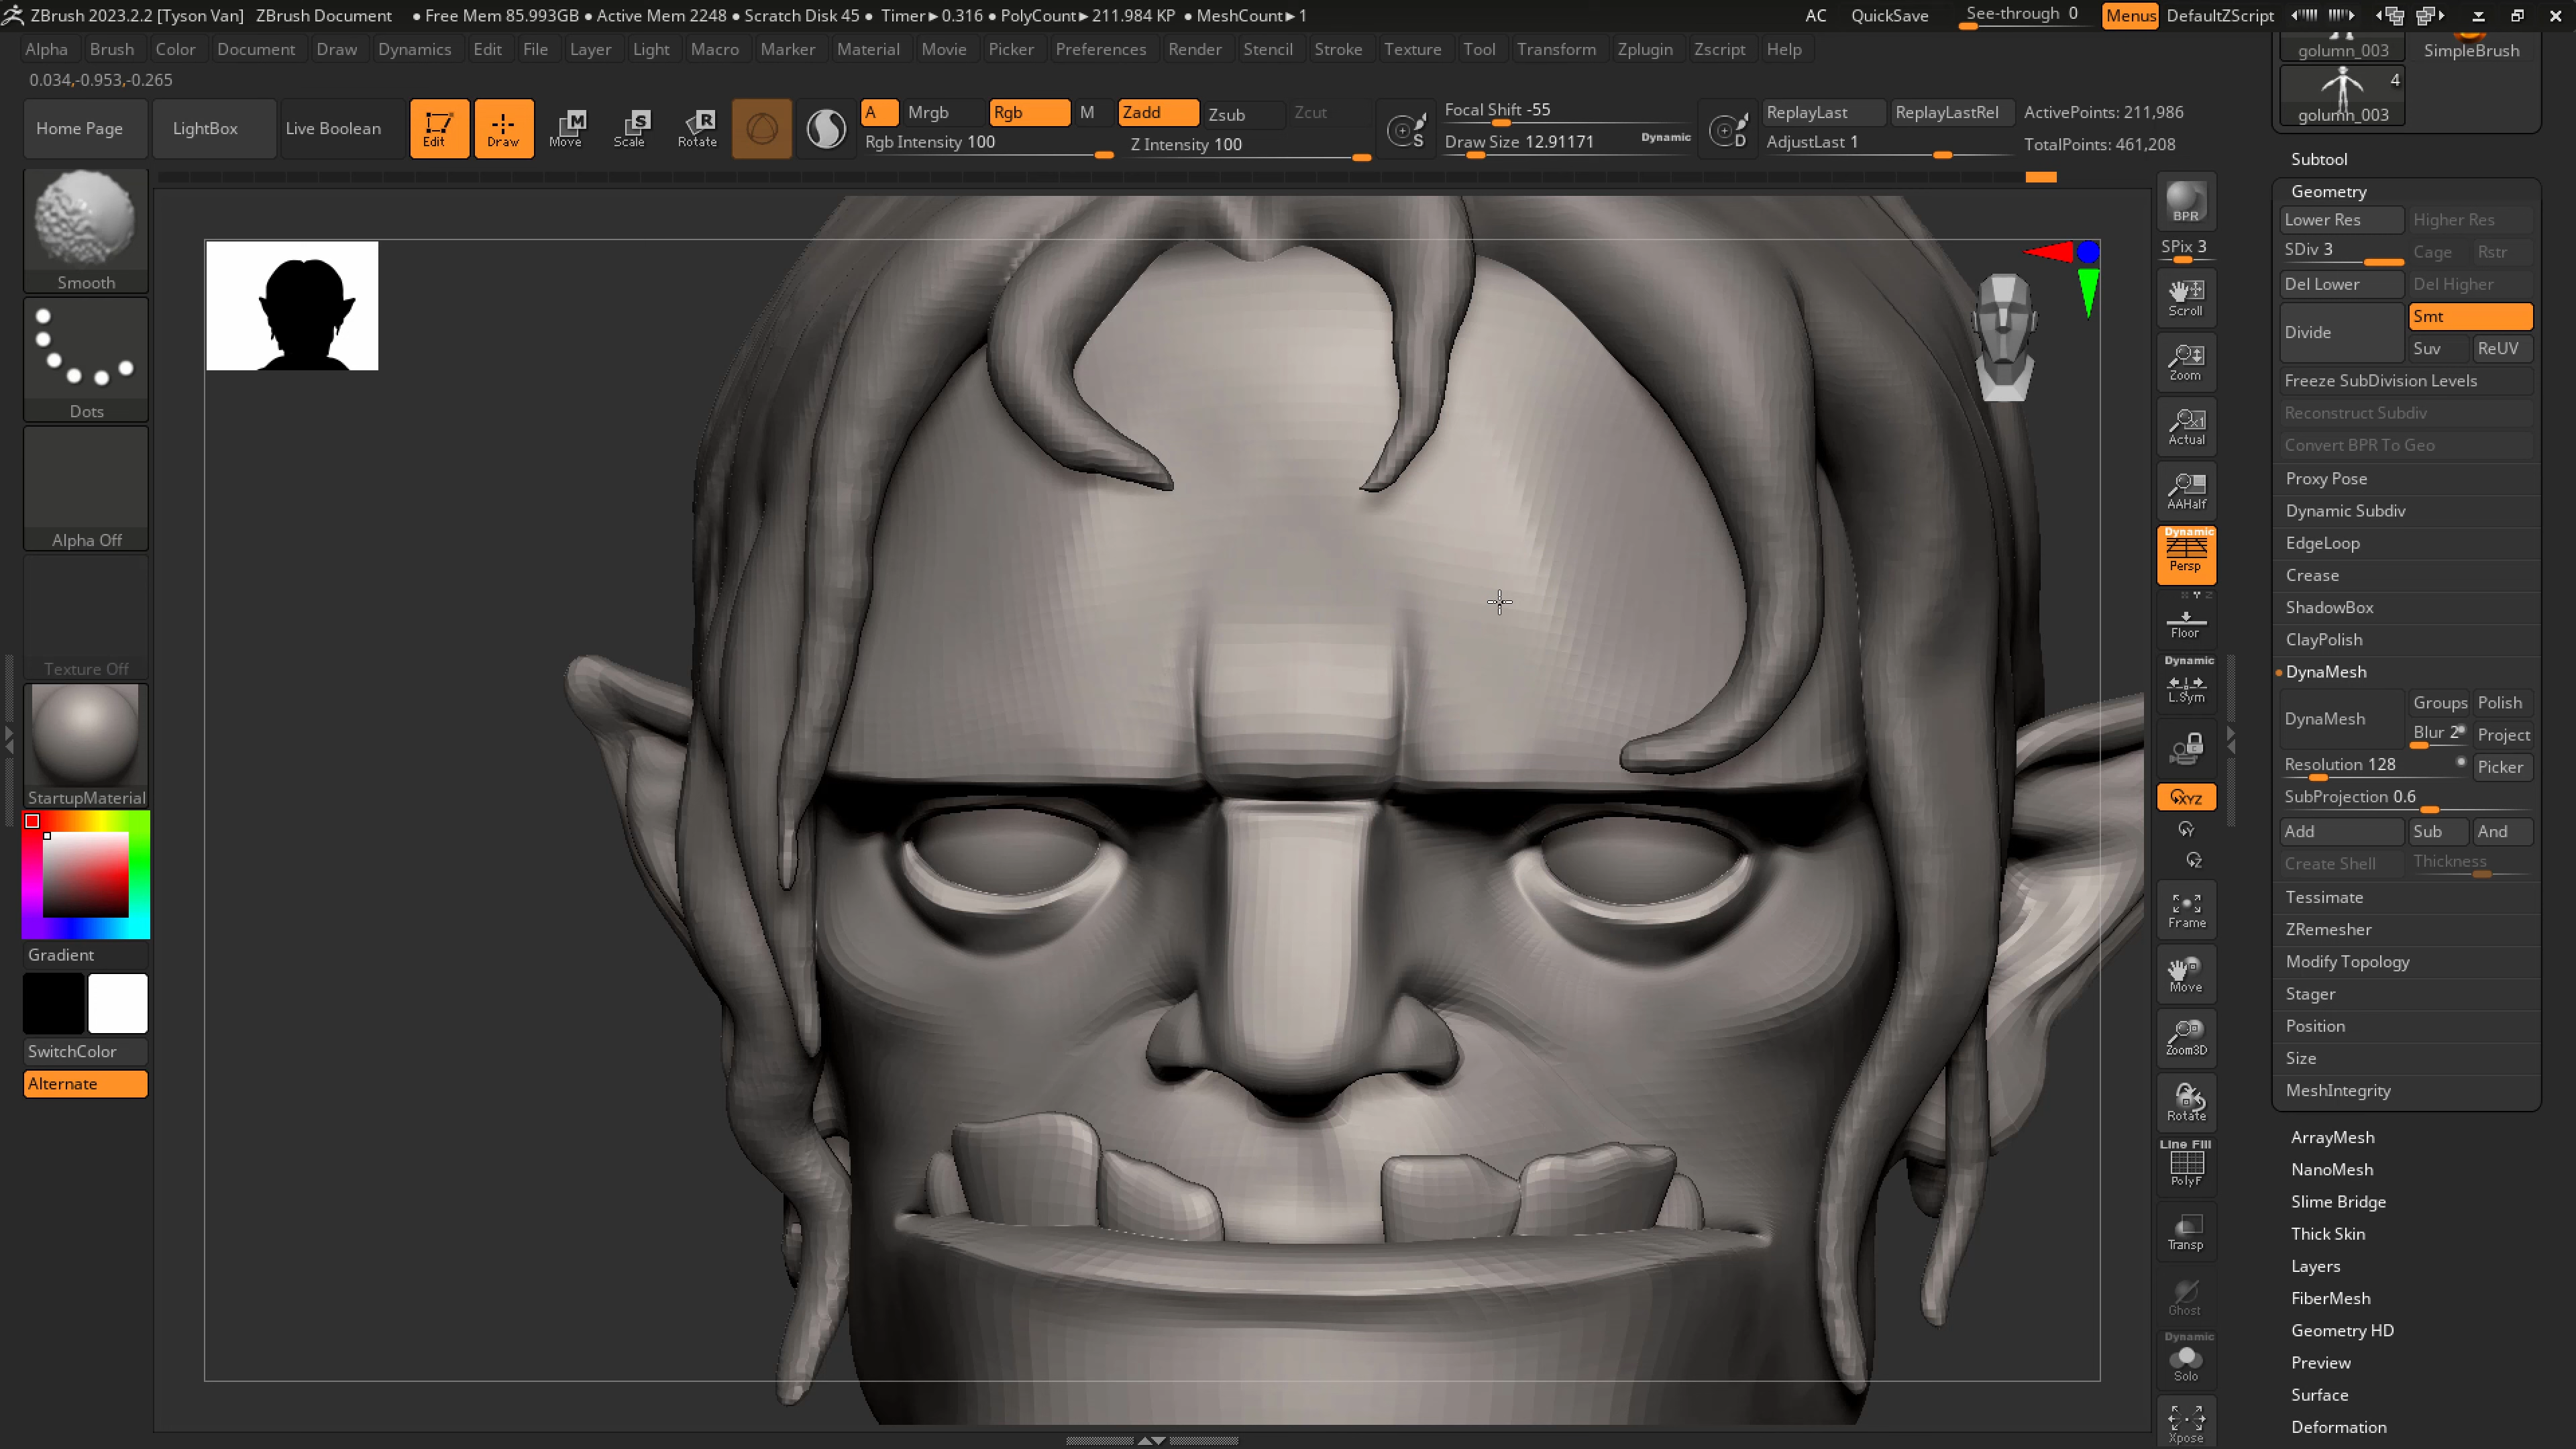 ZBrush 2023.2.2 [Tyson Van] ZBrush Document ● Free Mem 85.993GB ● Active Mem 2248 ● Scratch Disk 45 ● Timer►0.316 ● PolyCount►211.984 KP ● MeshCount►1 AC QuickSave See-through 0 Menus DefaultZScript
Alpha Brush Color Document Draw Dynamics Edit File Layer Light Macro Marker Material Movie Picker Preferences Render Stencil Stroke Texture Tool Transform Zplugin Zscript Help
0.034,-0.953,-0.265
Home Page LightBox Live Boolean Edit Draw Move Scale Rotate
M S R
A Mrgb Rgb M Zadd Zsub Zcut
Rgb Intensity 100 Z Intensity 100
S Focal Shift -55
Draw Size 12.91171 Dynamic
D ReplayLast ReplayLastRel ActivePoints: 211,986
AdjustLast 1 TotalPoints: 461,208
Smooth
Dots
Alpha Off
Texture Off
StartupMaterial
Gradient
SwitchColor
Alternate
BPR
SPix 3
Scroll
Zoom
x1
Actual
AAHalf
Dynamic
Persp
X Y Z
Floor
Dynamic
L.Sym
XYZ
Y
Z
Frame
Move
Zoom3D
Rotate
Line Fill
PolyF
Transp
Ghost
Dynamic
Solo
Xpose
golumn_003 SimpleBrush
4
golumn_003
Subtool
Geometry
Lower Res Higher Res
SDiv 3 Cage Rstr
Del Lower Del Higher
Divide Smt
Suv ReUV
Freeze SubDivision Levels
Reconstruct Subdiv
Convert BPR To Geo
Proxy Pose
Dynamic Subdiv
EdgeLoop
Crease
ShadowBox
ClayPolish
DynaMesh
DynaMesh Groups Polish
Blur 2 Project
Resolution 128 Picker
SubProjection 0.6
Add Sub And
Create Shell Thickness
Tessimate
ZRemesher
Modify Topology
Stager
Position
Size
MeshIntegrity
ArrayMesh
NanoMesh
Slime Bridge
Thick Skin
Layers
FiberMesh
Geometry HD
Preview
Surface
Deformation